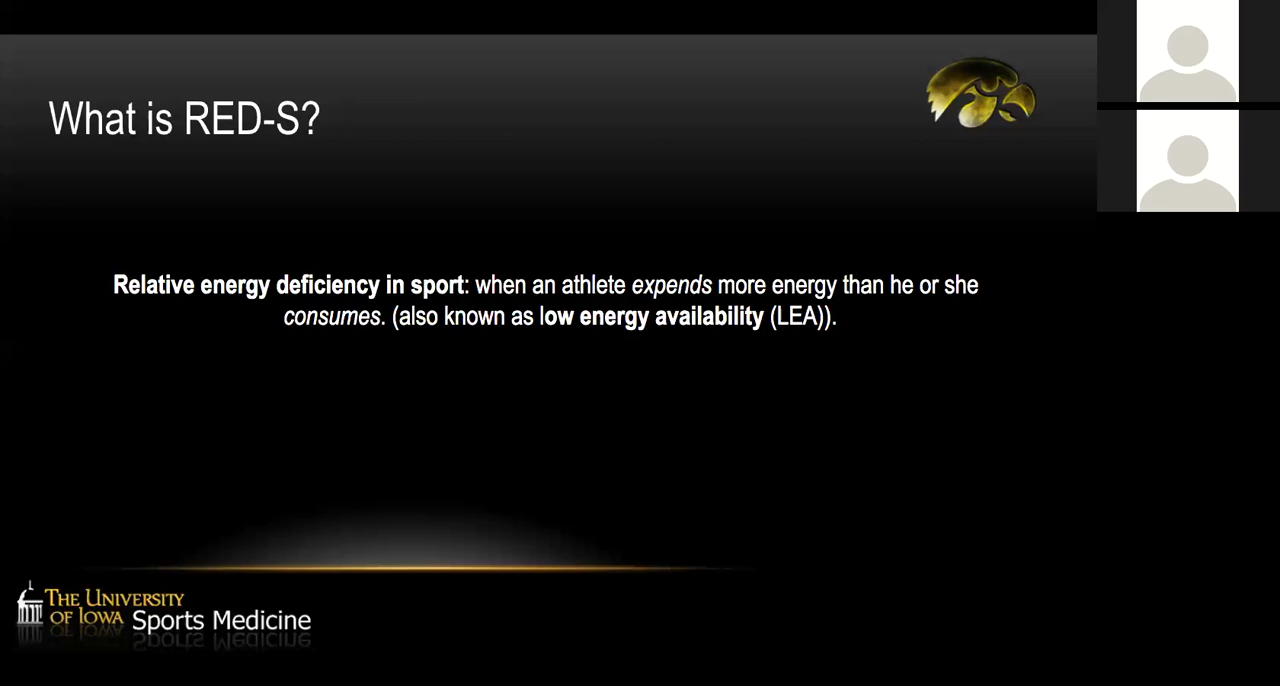 What is RED-S?
Relative energy deficiency in sport: when an athlete expends more energy than he or she
consumes. (also known as low energy availability (LEA)).
THE UNIVERSITY
OF IOWA Sports Medicine